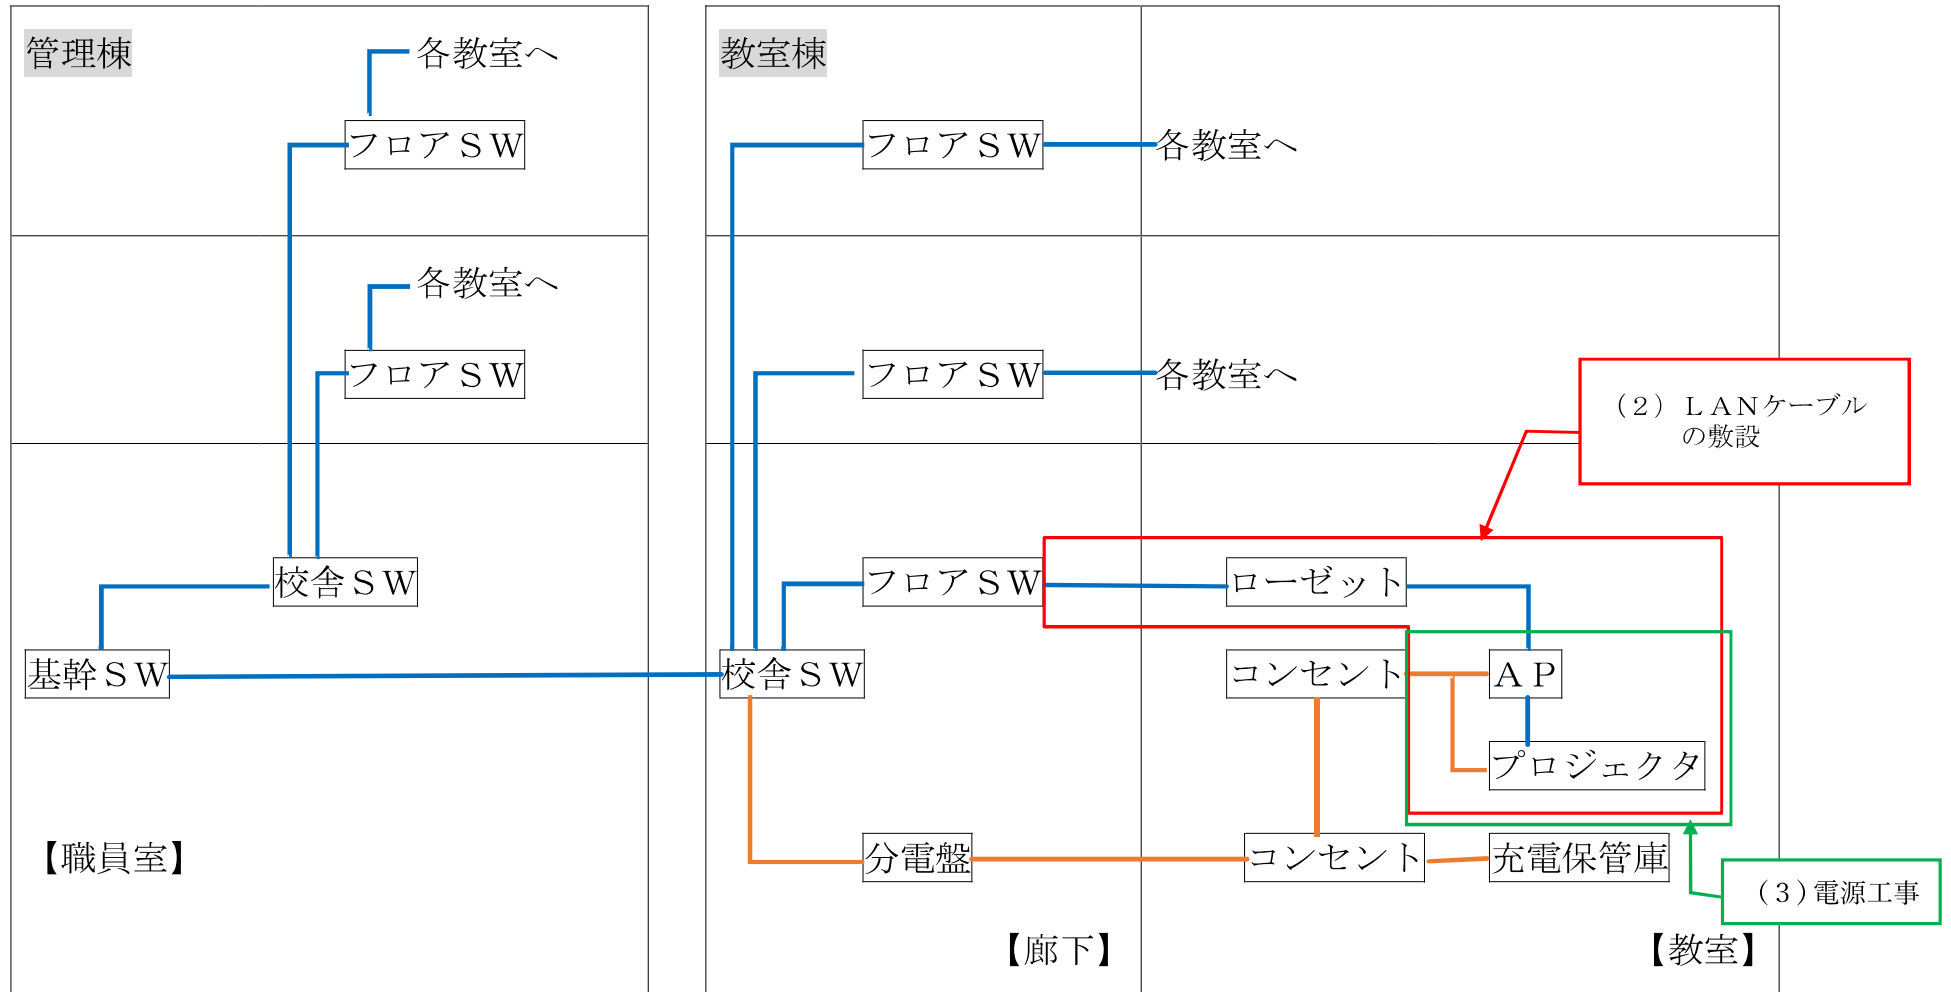 管理棟
各教室へ
フロアＳＷ
各教室へ
フロアＳＷ
校舎ＳＷ
基幹ＳＷ
【職員室】
教室棟
フロアＳＷ
各教室へ
フロアＳＷ
各教室へ
（２）ＬＡＮケーブル
の敷設
フロアＳＷ
ローゼット
校舎ＳＷ
コンセント
ＡＰ
プロジェクタ
分電盤
コンセント
充電保管庫
（３）電源工事
【廊下】
【教室】